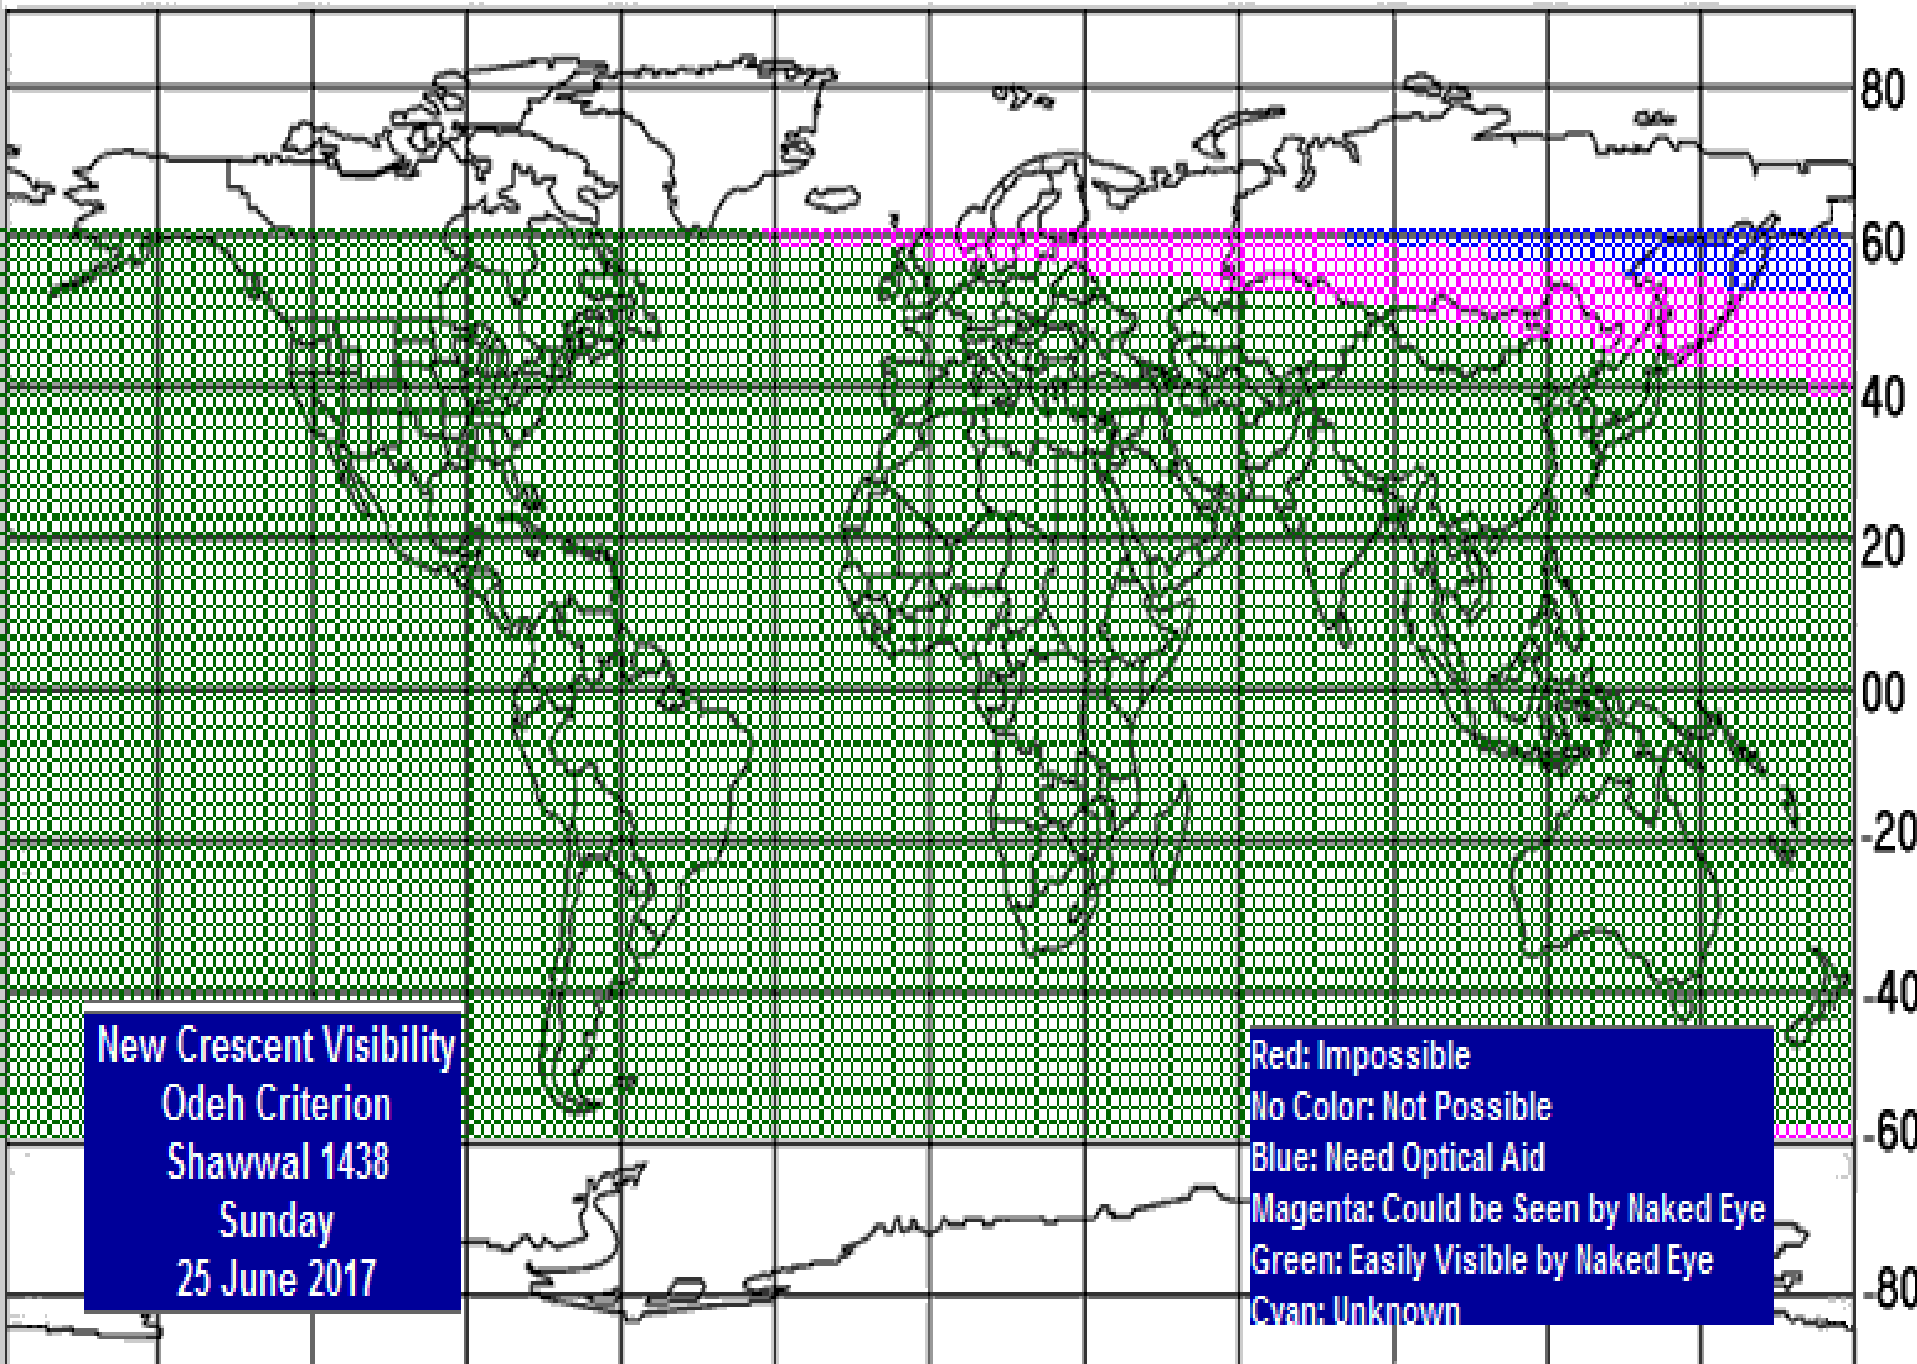 80
60
40
20
00
-20
-40
-60
-80
New Crescent Visibility
Odeh Criterion
Shawwal 1438
Sunday
25 June 2017
Red: Impossible
No Color: Not Possible
Blue: Need Optical Aid
Magenta: Could be Seen by Naked Eye
Green: Easily Visible by Naked Eye
Cyan: Unknown